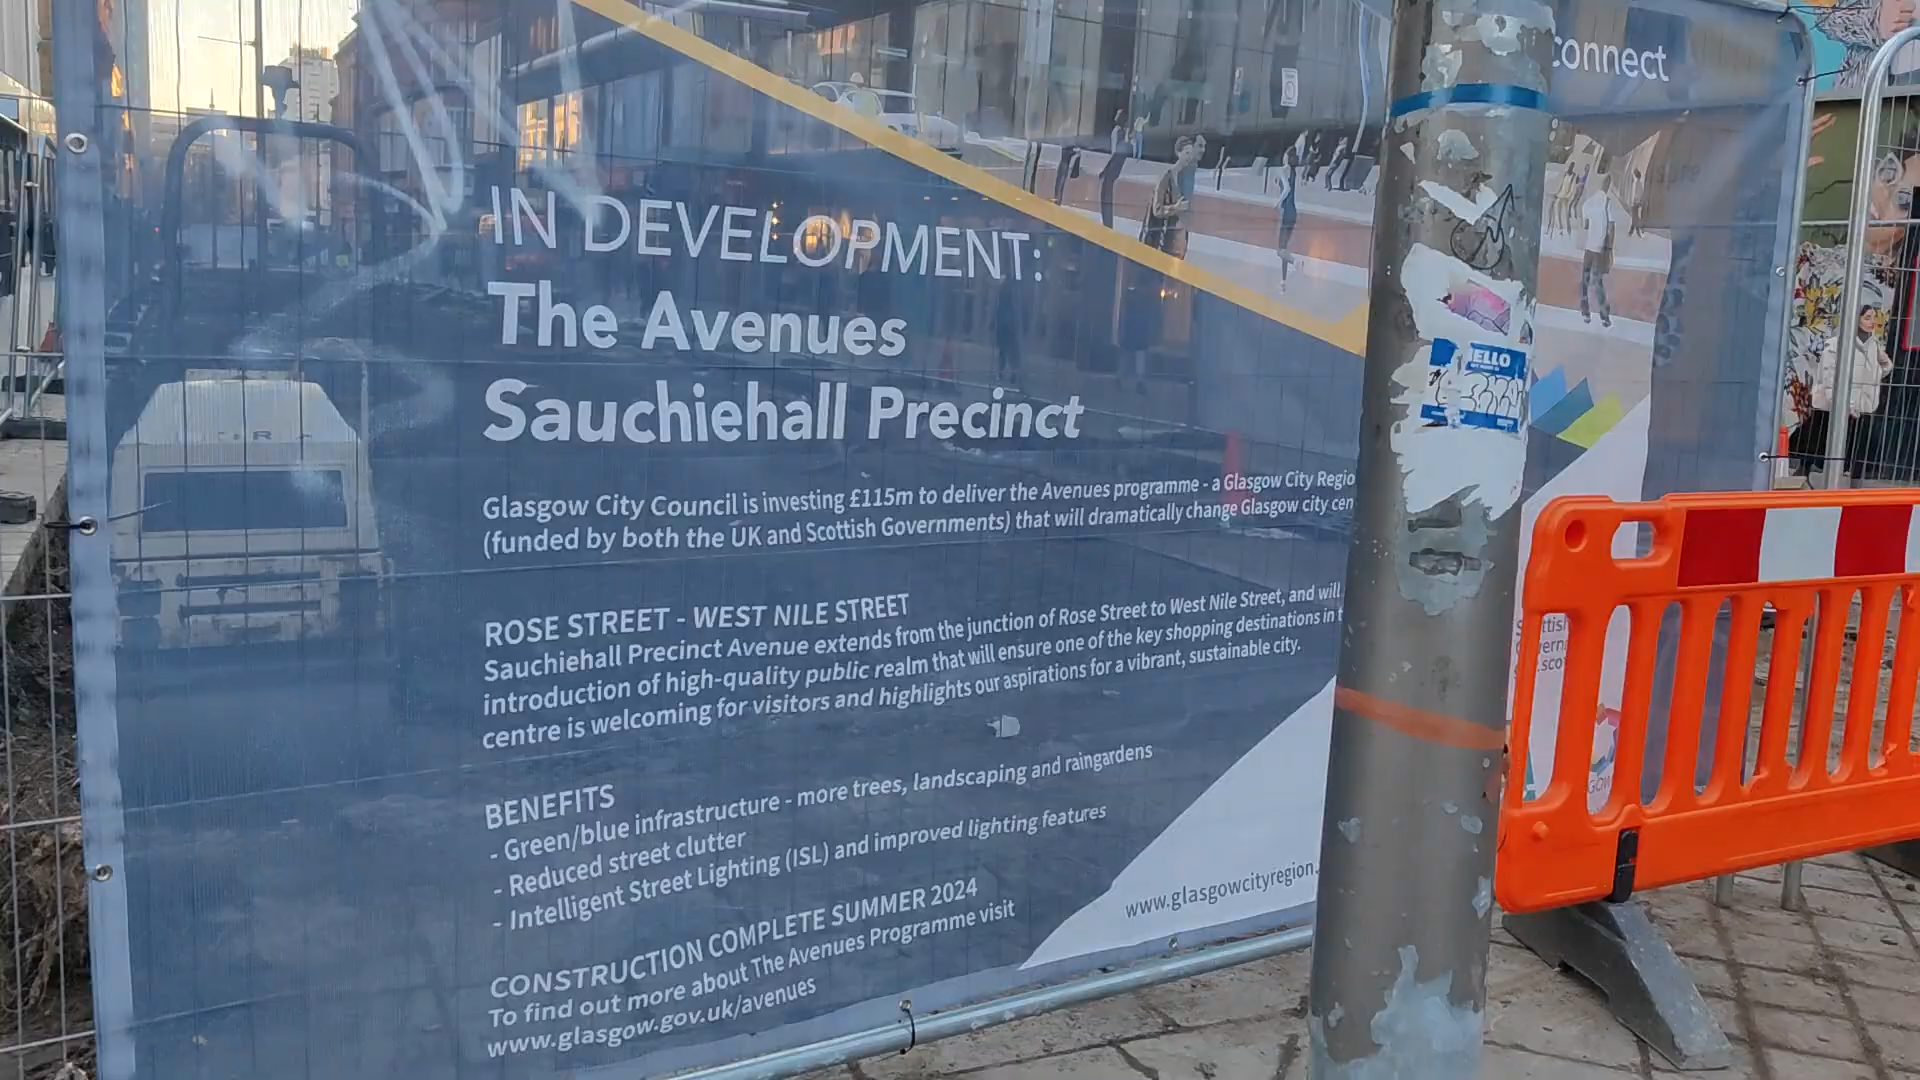 connect
IN DEVELOPMENT:
The Avenues
Sauchiehall Precinct
Glasgow City Council is investing £115m to deliver the Avenues programme - a Glasgow City Regio
(funded by both the UK and Scottish Governments) that will dramatically change Glasgow city cen
ROSE STREET - WEST NILE STREET
Sauchiehall Precinct Avenue extends from the junction of Rose Street to West Nile Street, and will
introduction of high-quality public realm that will ensure one of the key shopping destinations in t
centre is welcoming for visitors and highlights our aspirations for a vibrant, sustainable city.
BENEFITS
- Green/blue infrastructure - more trees, landscaping and raingardens
- Reduced street clutter
- Intelligent Street Lighting (ISL) and improved lighting features
CONSTRUCTION COMPLETE SUMMER 2024
To find out more about The Avenues Programme visit
www.glasgow.gov.uk/avenues
www.glasgowcityregion.
ELLO